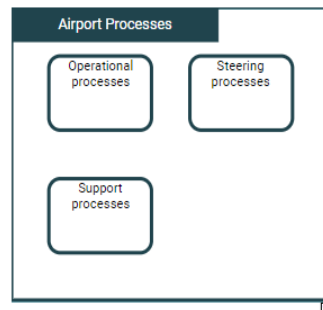 Airport Processes
Operational
processes
Steering
processes
Support
processes